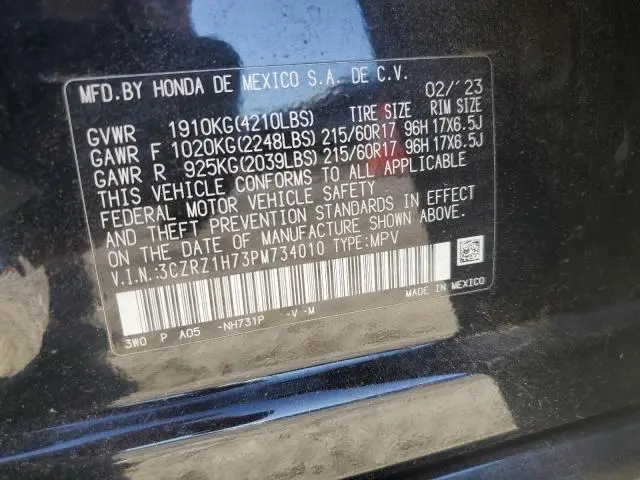 MFD.BY HONDA DE MEXICO S.A. DE C.V. 02/'23
TIRE SIZE RIM SIZE
GVWR 1910KG(4210LBS)
GAWR F 1020KG(2248LBS) 215/60R17 96H 17X6.5J
GAWR R 925KG(2039LBS) 215/60R17 96H 17X6.5J
THIS VEHICLE CONFORMS TO ALL APPLICABLE
FEDERAL MOTOR VEHICLE SAFETY
AND THEFT PREVENTION STANDARDS IN EFFECT
ON THE DATE OF MANUFACTURE SHOWN ABOVE.
V.I.N.:3CZRZ1H73PM734010 TYPE:MPV
MADE IN MEXICO
3W0 P A05 -NH731P -V -M